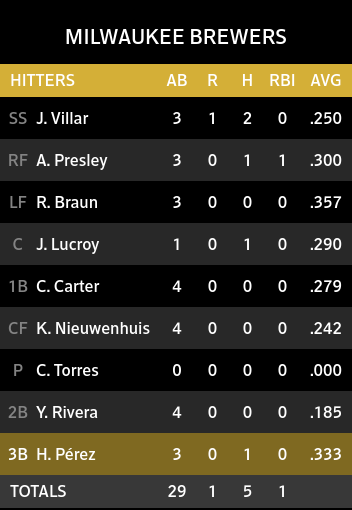 MILWAUKEE BREWERS
HITTERS AB R H RBI AVG
SS J. Villar 3 1 2 0 .250
RF A. Presley 3 0 1 1 .300
LF R. Braun 3 0 0 0 .357
C J. Lucroy 1 0 1 0 .290
1B C. Carter 4 0 0 0 .279
CF K. Nieuwenhuis 4 0 0 0 .242
P C. Torres 0 0 0 0 .000
2B Y. Rivera 4 0 0 0 .185
3B H. Pérez 3 0 1 0 .333
TOTALS 29 1 5 1